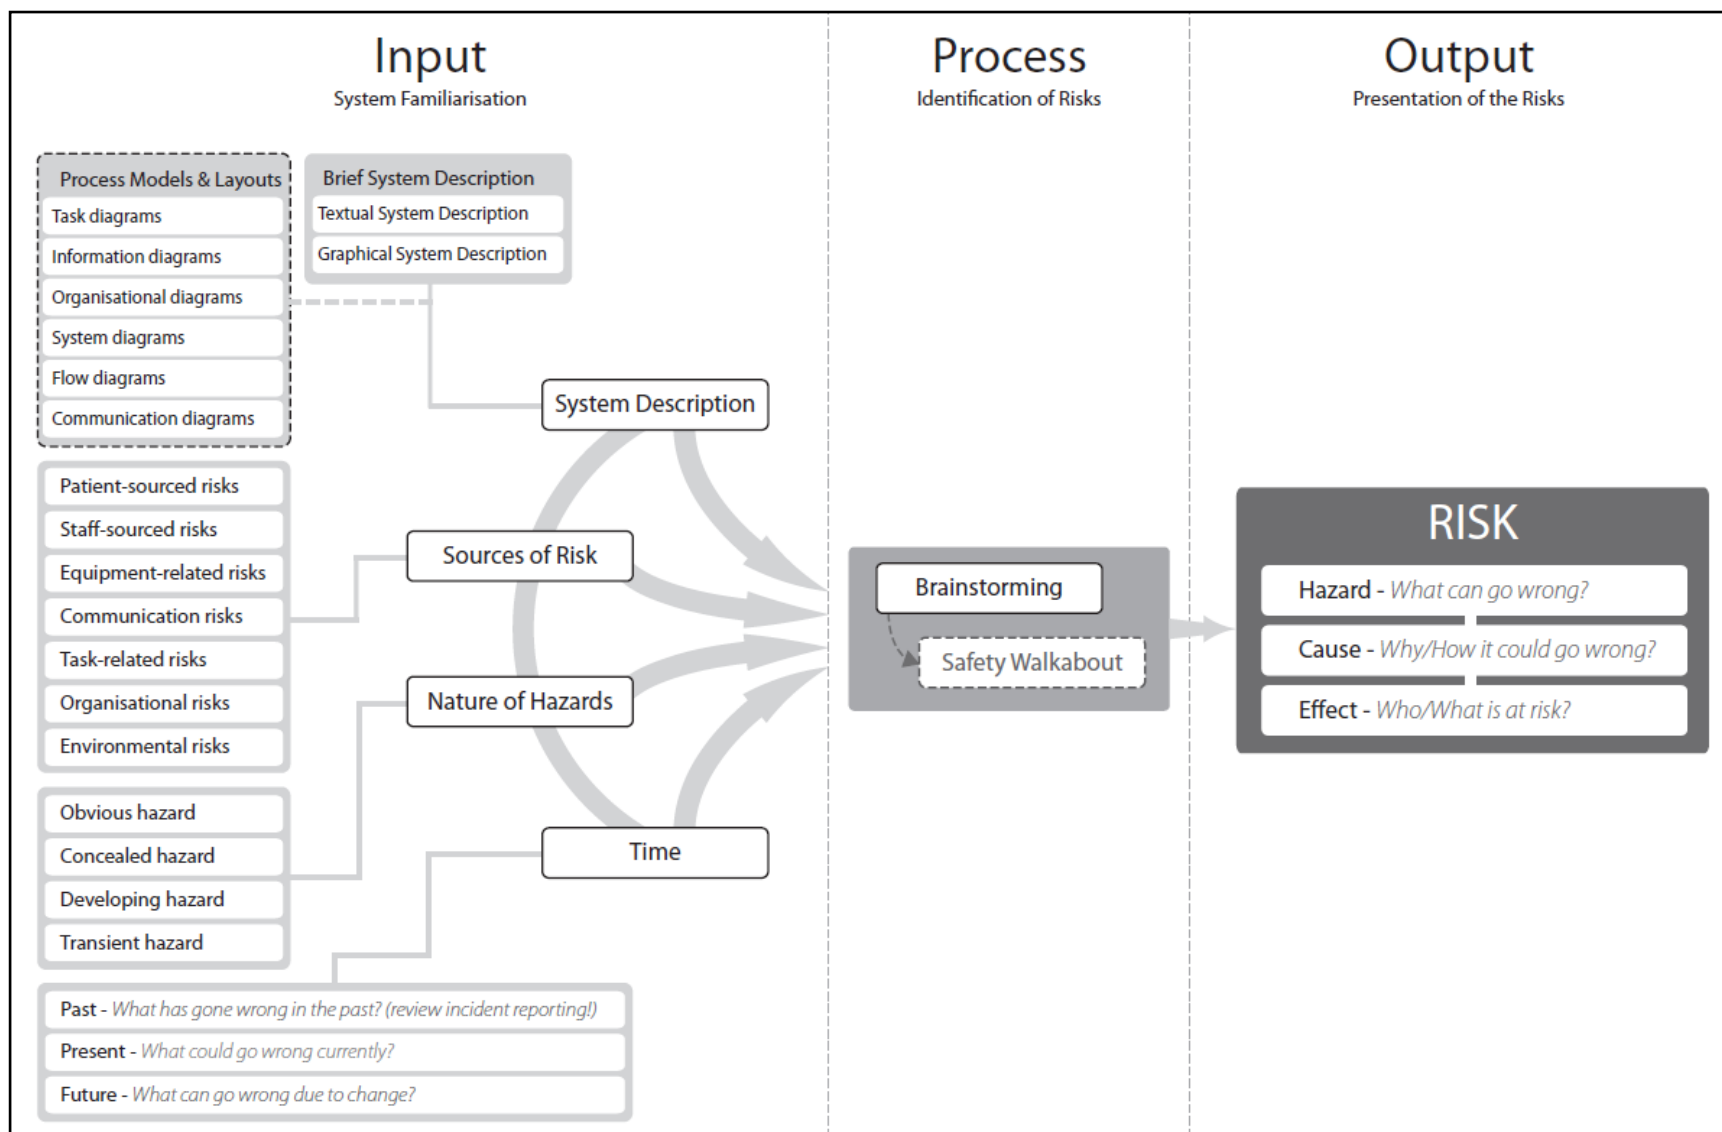 Input
System Familiarisation
Process
Identification of Risks
Output
Presentation of the Risks
Process Models & Layouts
Task diagrams
Information diagrams
Organisational diagrams
System diagrams
Flow diagrams
Communication diagrams
Brief System Description
Textual System Description
Graphical System Description
System Description
Patient-sourced risks
Staff-sourced risks
Equipment-related risks
Communication risks
Task-related risks
Organisational risks
Environmental risks
Sources of Risk
Nature of Hazards
Obvious hazard
Concealed hazard
Developing hazard
Transient hazard
Time
Past - What has gone wrong in the past? (review incident reporting!)
Present - What could go wrong currently?
Future - What can go wrong due to change?
Brainstorming
Safety Walkabout
RISK
Hazard - What can go wrong?
Cause - Why/How it could go wrong?
Effect - Who/What is at risk?